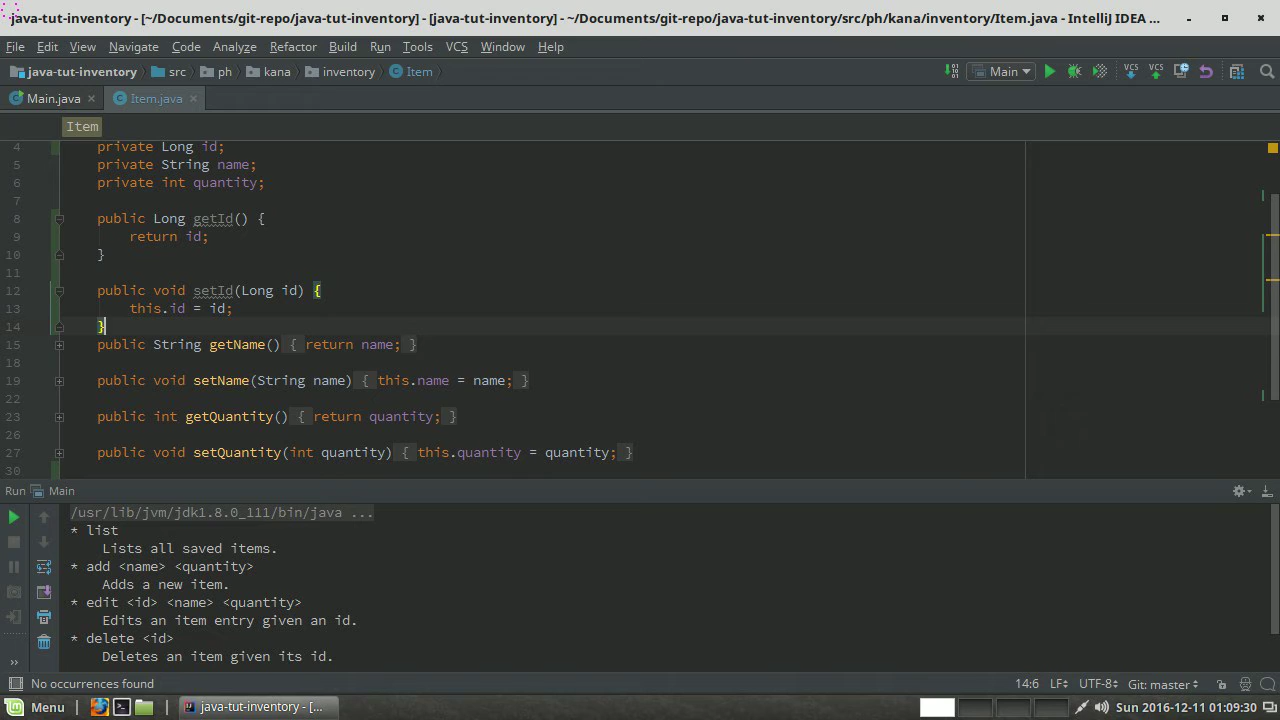 java-tut-inventory - [~/Documents/git-repo/java-tut-inventory] - [java-tut-inventory] - ~/Documents/git-repo/java-tut-inventory/src/ph/kana/inventory/Item.java - IntelliJ IDEA ...
File Edit View Navigate Code Analyze Refactor Build Run Tools VCS Window Help
java-tut-inventory src ph kana inventory Item Main VCS VCS
Main.java Item.java
Item
4 private Long id;
5 private String name;
6 private int quantity;
7
8 public Long getId() {
9 return id;
10 }
11
12 public void setId(Long id) {
13 this.id = id;
14 }
15 public String getName() { return name; }
18
19 public void setName(String name) { this.name = name; }
22
23 public int getQuantity() { return quantity; }
26
27 public void setQuantity(int quantity) { this.quantity = quantity; }
30
Run Main
/usr/lib/jvm/jdk1.8.0_111/bin/java ...
* list
Lists all saved items.
* add <name> <quantity>
Adds a new item.
* edit <id> <name> <quantity>
Edits an item entry given an id.
* delete <id>
Deletes an item given its id.
No occurrences found 14:6 LF UTF-8 Git: master
Menu java-tut-inventory - [... Sun 2016-12-11 01:09:30